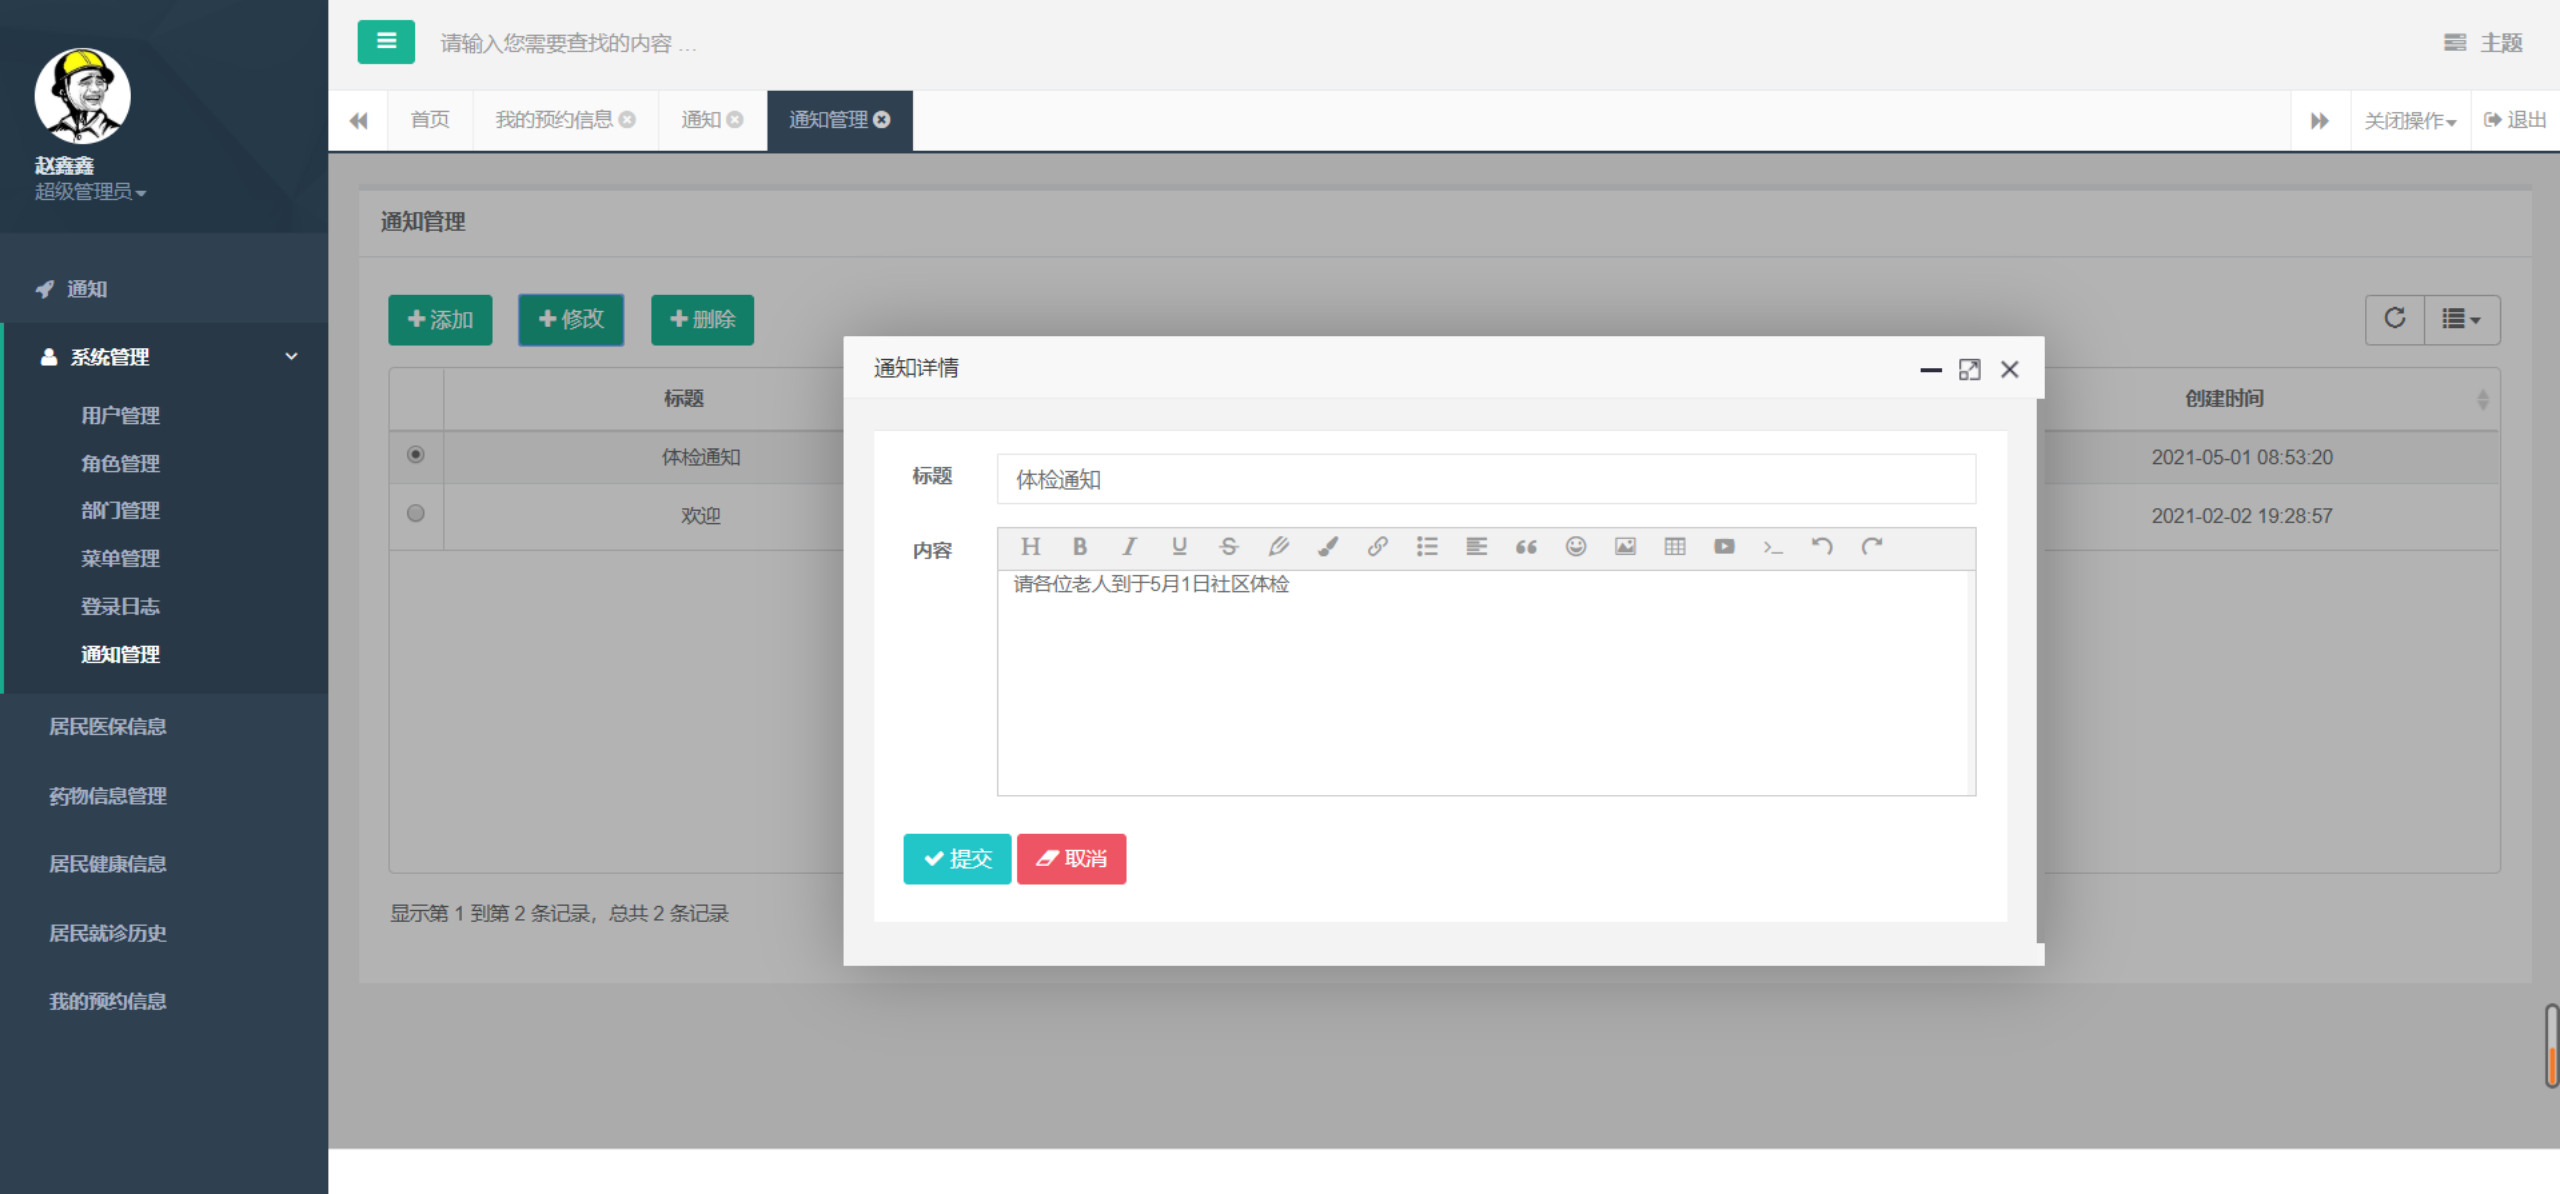 请输入您需要查找的内容 …
主题
首页
我的预约信息
通知
通知管理
关闭操作
退出
赵鑫鑫
超级管理员
通知
系统管理
用户管理
角色管理
部门管理
菜单管理
登录日志
通知管理
居民医保信息
药物信息管理
居民健康信息
居民就诊历史
我的预约信息
通知管理
添加
修改
删除
标题
创建时间
体检通知
2021-05-01 08:53:20
欢迎
2021-02-02 19:28:57
显示第 1 到第 2 条记录，总共 2 条记录
通知详情
标题
体检通知
内容
请各位老人到于5月1日社区体检
提交
取消